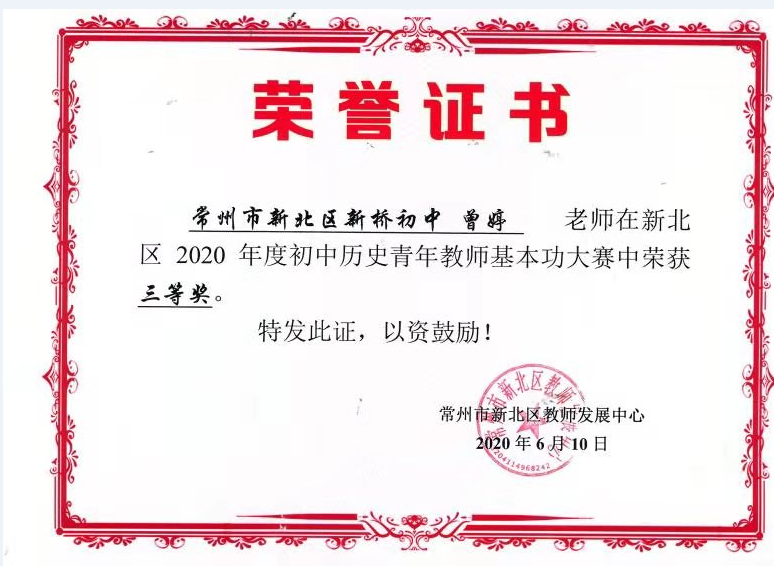 荣誉证书
常州市新北区新桥初中 曾婷 老师在新北
区 2020 年度初中历史青年教师基本功大赛中荣获
三等奖。
特发此证，以资鼓励！
常州市新北区教师发展中心
2020 年 6 月 10 日